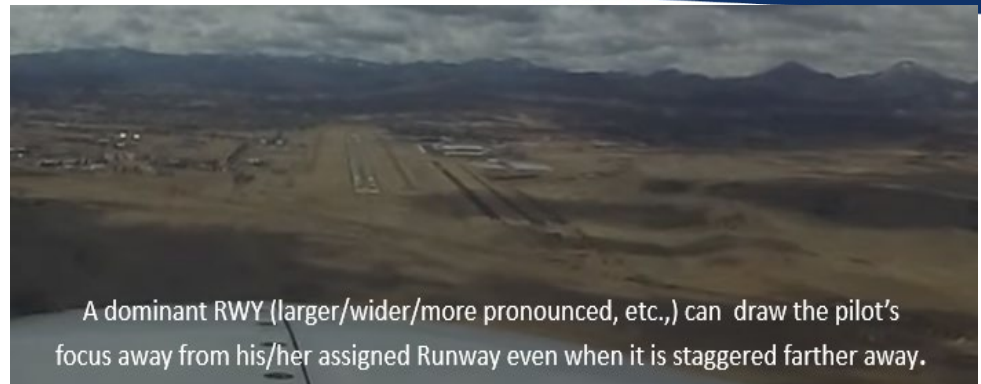 A dominant RWY (larger/wider/more pronounced, etc.,) can draw the pilot’s
focus away from his/her assigned Runway even when it is staggered farther away.